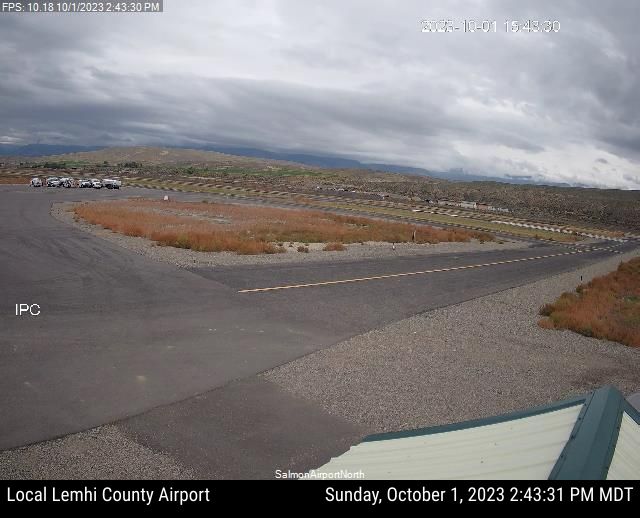 FPS: 10.18 10/1/2023 2:43:30 PM
2023-10-01 15:43:30
IPC
SalmonAirportNorth
Local Lemhi County Airport
Sunday, October 1, 2023 2:43:31 PM MDT